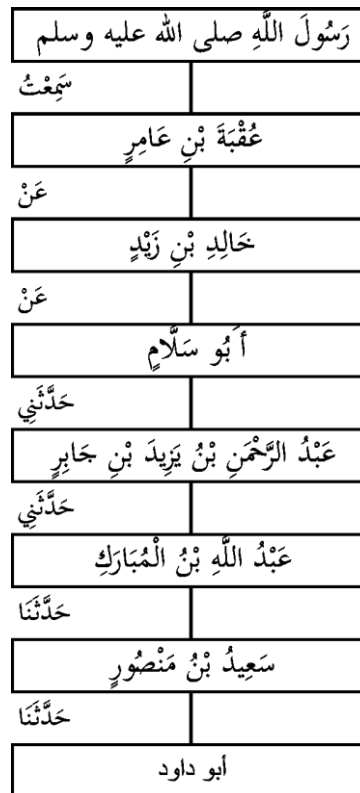 رَسُولَ اللَّهِ صلى الله عليه وسلم
سَمِعْتُ
عُقْبَةَ بْنِ عَامِرٍ
عَنْ
خَالِدِ بْنِ زَيْدٍ
عَنْ
أَبُو سَلَّامٍ
حَدَّثَنِي
عَبْدُ الرَّحْمَنِ بْنُ يَزِيدَ بْنِ جَابِرٍ
حَدَّثَنِي
عَبْدُ اللَّهِ بْنُ الْمُبَارَكِ
حَدَّثَنَا
سَعِيدُ بْنُ مَنْصُورٍ
حَدَّثَنَا
أبو داود